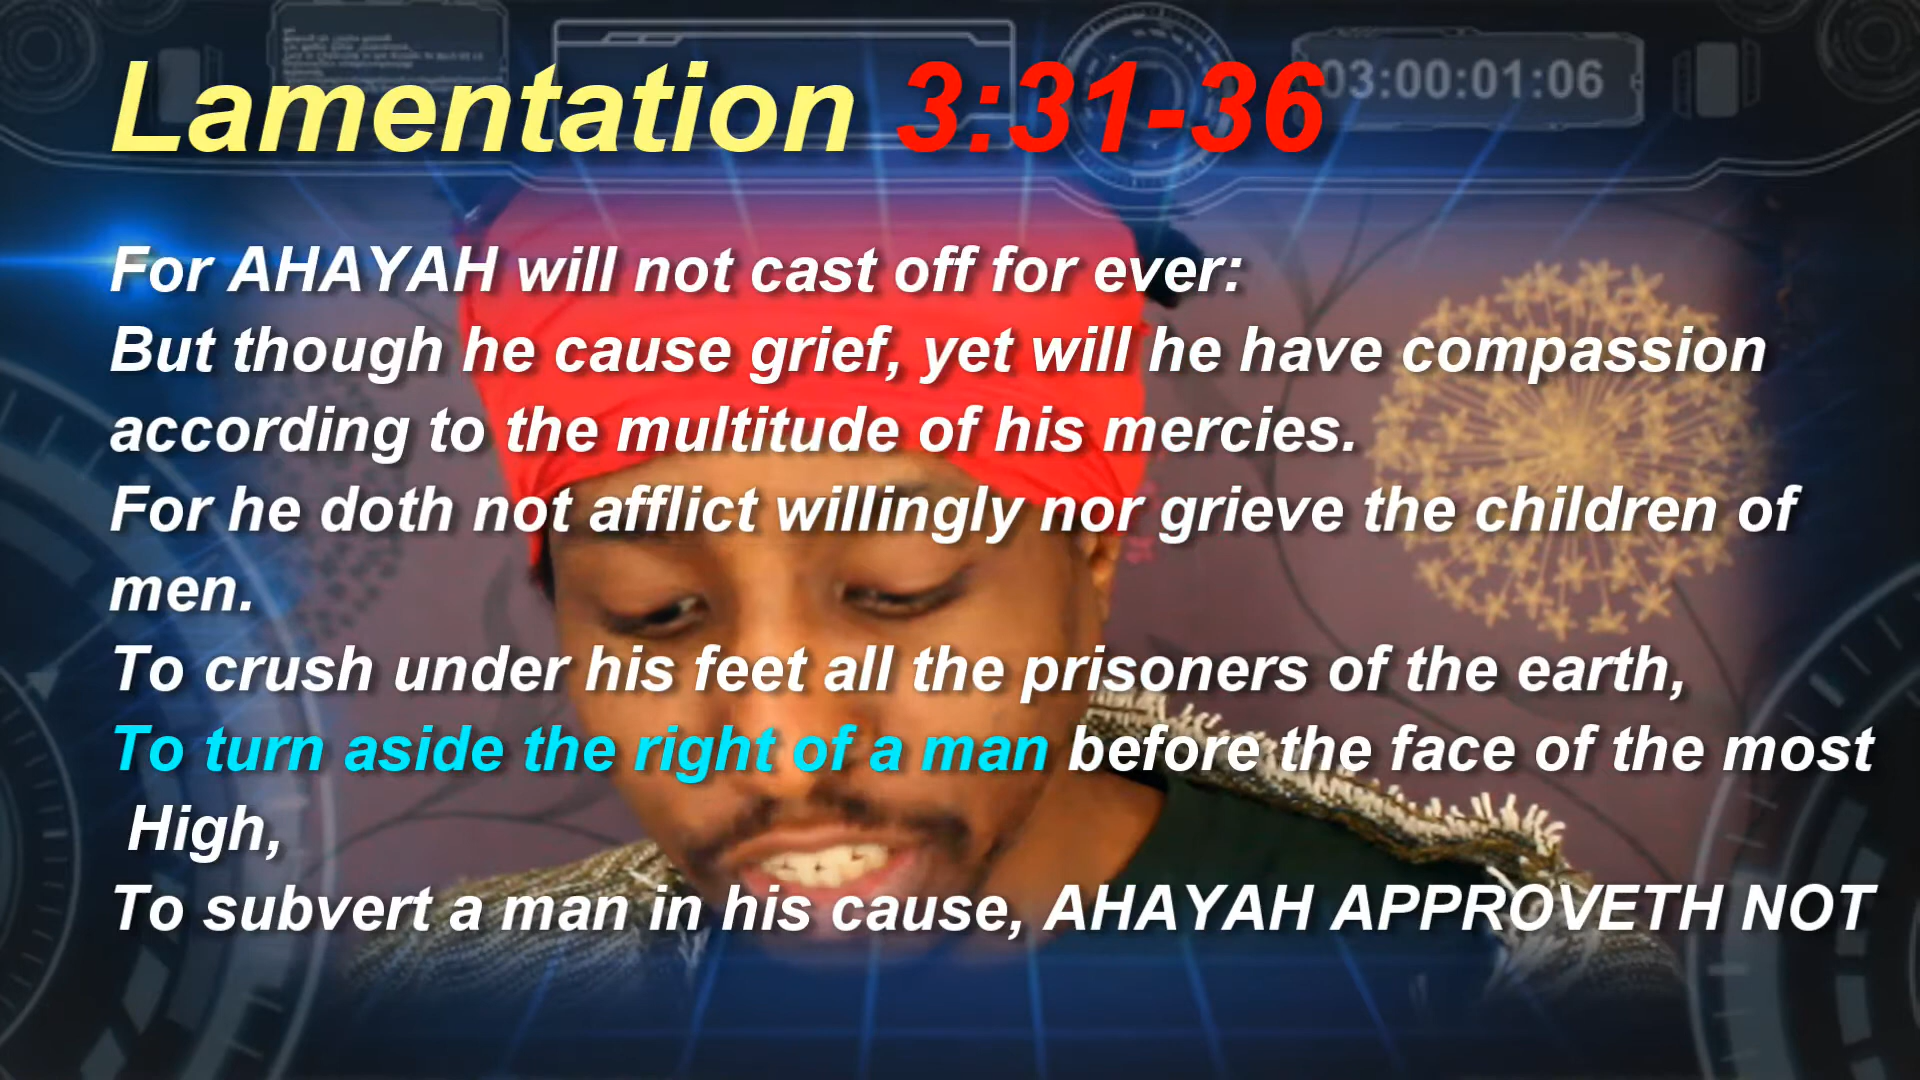 Lamentation 3:31-36
03:00:01:06
For AHAYAH will not cast off for ever:
But though he cause grief, yet will he have compassion
according to the multitude of his mercies.
For he doth not afflict willingly nor grieve the children of
men.
To crush under his feet all the prisoners of the earth,
To turn aside the right of a man before the face of the most
High,
To subvert a man in his cause, AHAYAH APPROVETH NOT